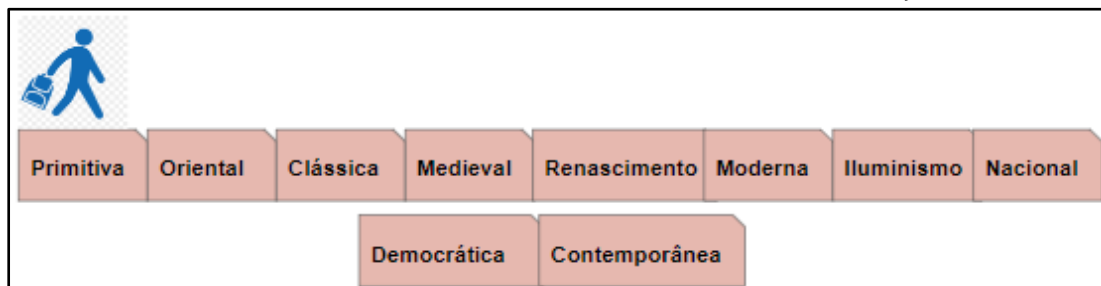 Primitiva Oriental Clássica Medieval Renascimento Moderna Iluminismo Nacional
Democrática Contemporânea